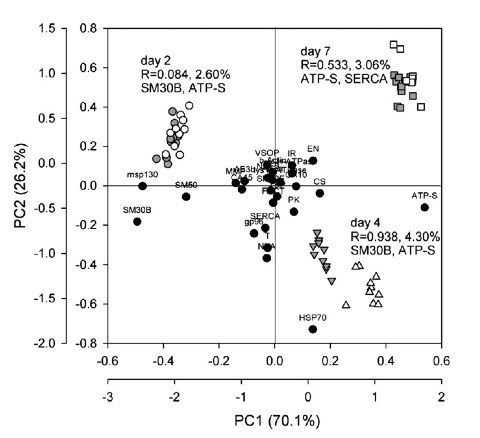 1.5
0.8
day 2
R=0.084, 2.60%
SM30B, ATP-S
day 7
R=0.533, 3.06%
ATP-S, SERCA
1.0
0.6
0.5
0.4
0.2
VSOP
IR
EN
0.0
0.0
msp130
SM50
CS
ATP-S
PK
SM30B
SERCA
gp96
-0.5
-0.2
day 4
R=0.938, 4.30%
SM30B, ATP-S
-1.0
-0.4
-1.5
-0.6
HSP70
-2.0
-0.8
-0.6 -0.4 -0.2 0.0 0.2 0.4 0.6
-3 -2 -1 0 1 2
PC1 (70.1%)
PC2 (26.2%)